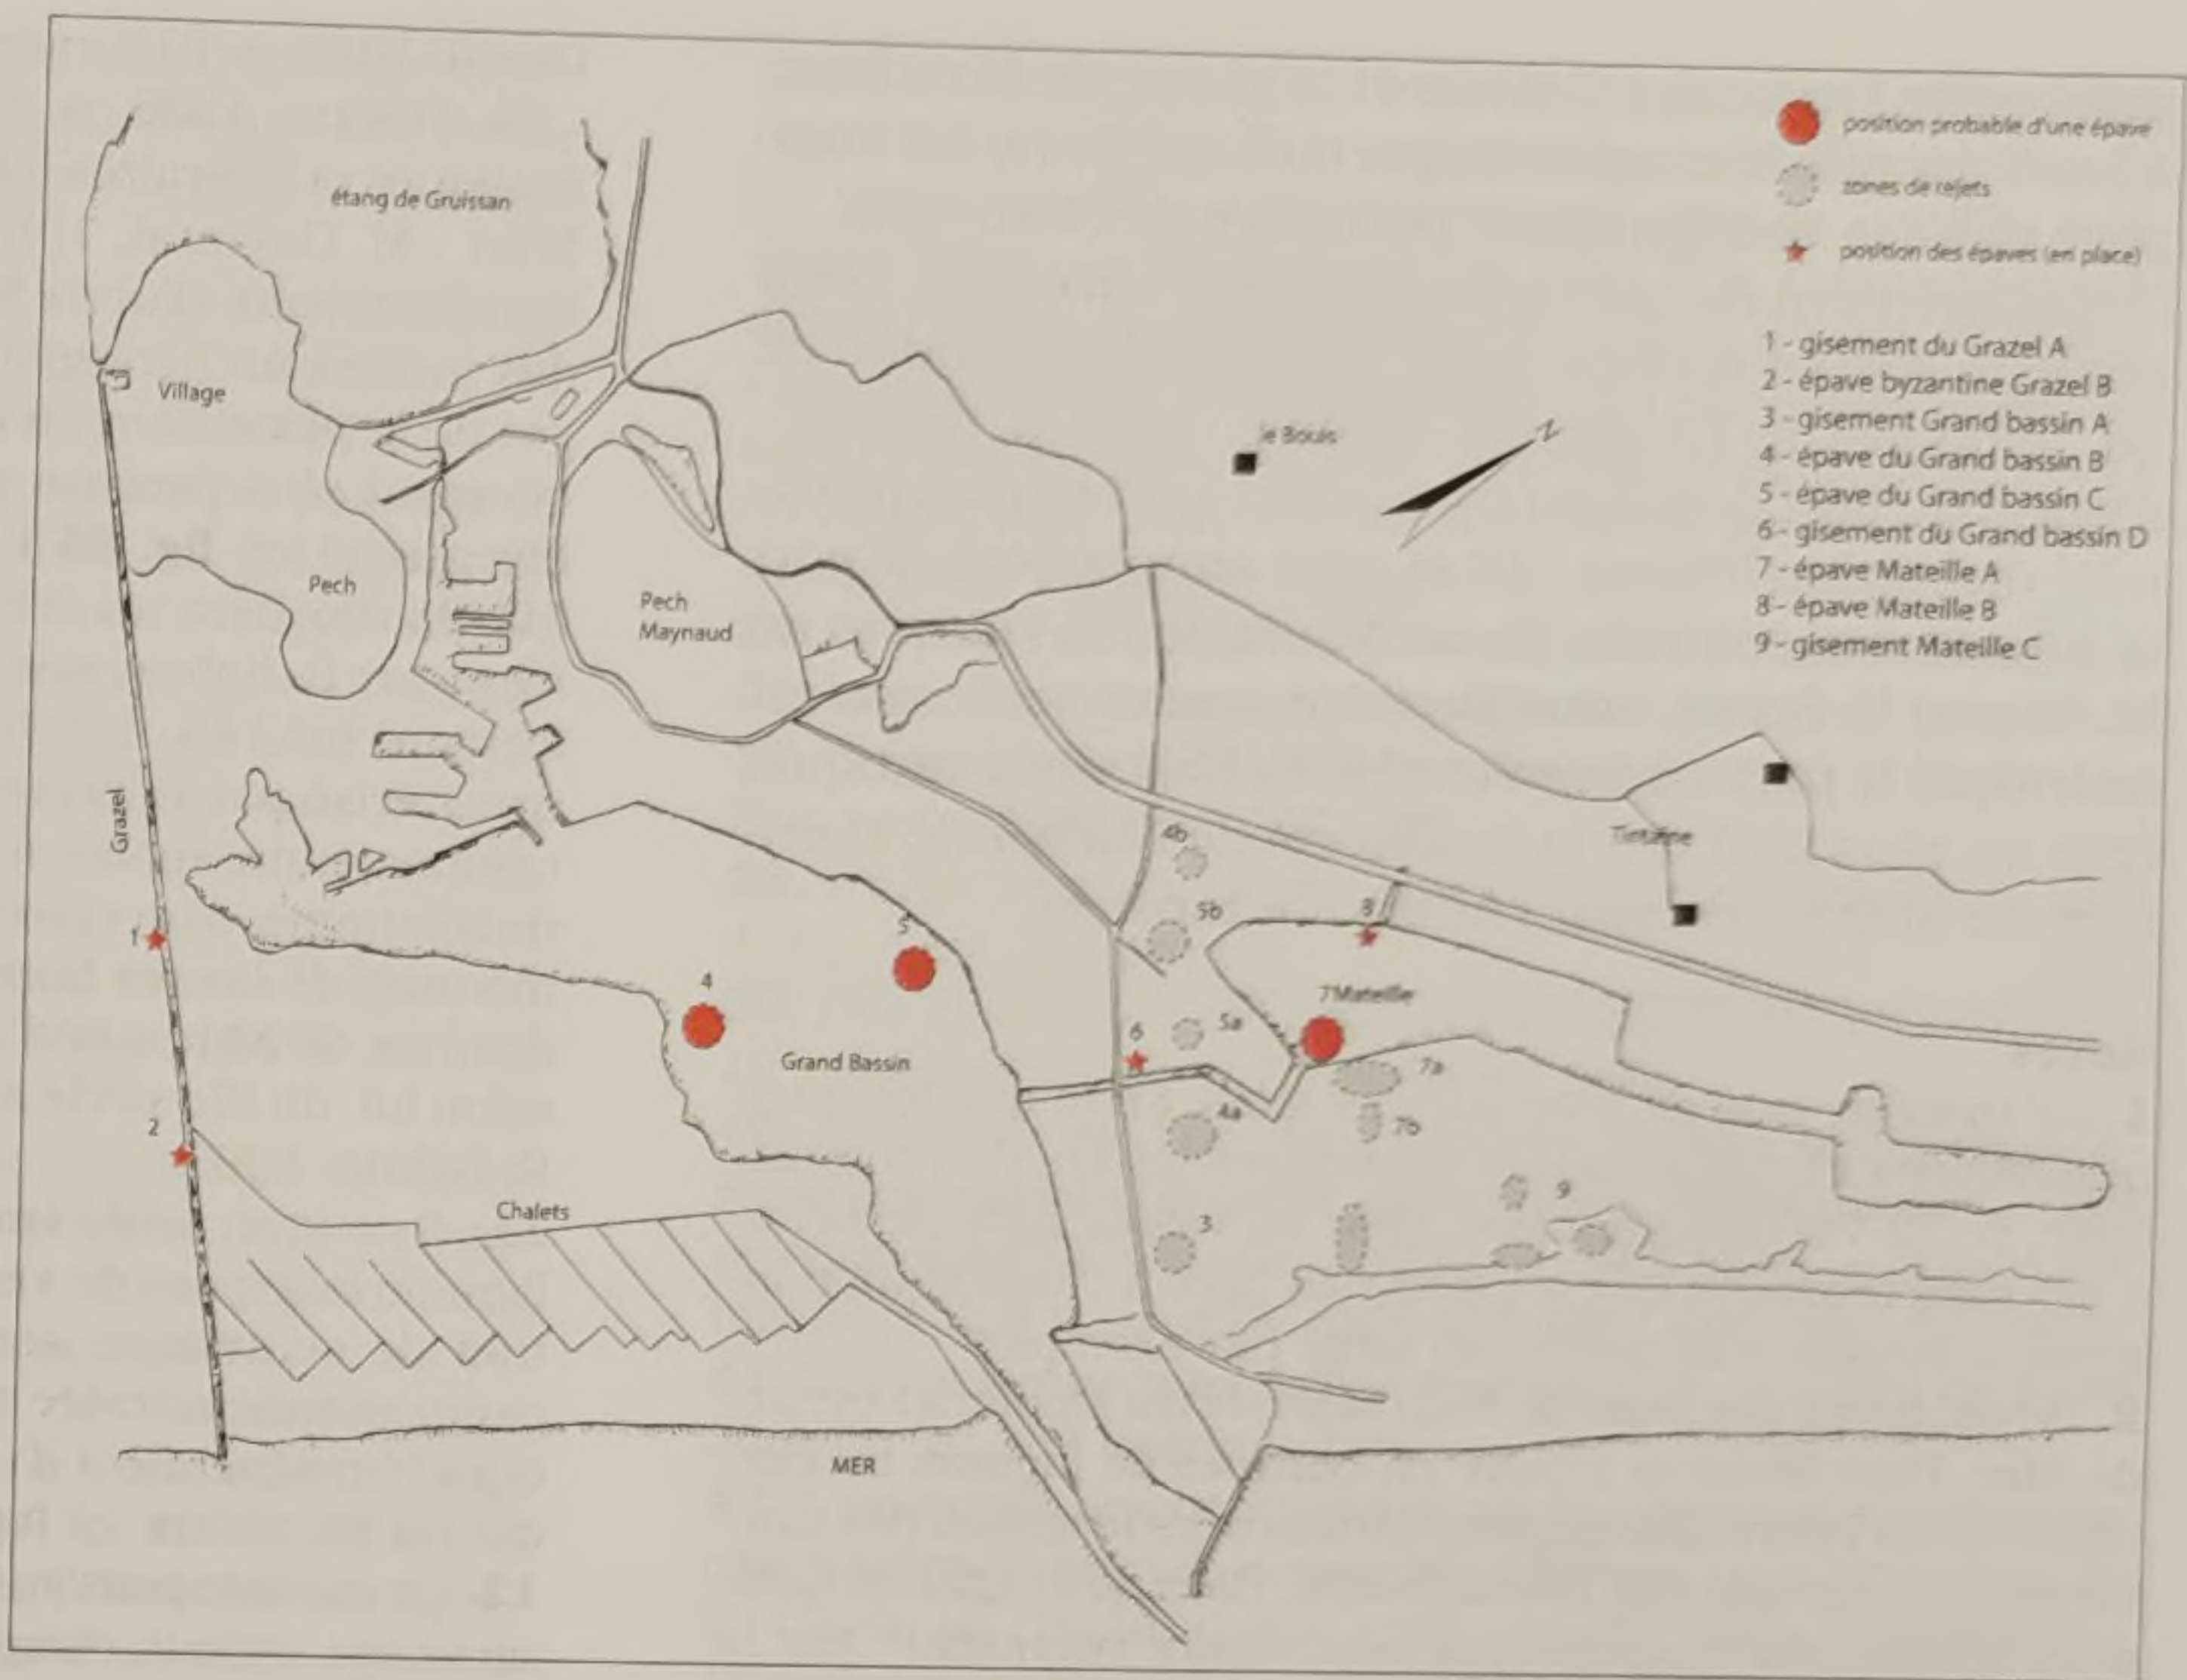 étang de Gruissan
Village
Pech
Pech
Maynaud
Grazel
le Bouis
N
position probable d'une épave
zones de rejets
position des épaves (en place)
1 - gisement du Grazel A
2 - épave byzantine Grazel B
3 - gisement Grand bassin A
4 - épave du Grand bassin B
5 - épave du Grand bassin C
6 - gisement du Grand bassin D
7 - épave Mateille A
8 - épave Mateille B
9 - gisement Mateille C
4b
5b
8
1
5
4
7 Mateille
6
5a
Grand Bassin
7a
4a
7b
2
9
Chalets
3
MER